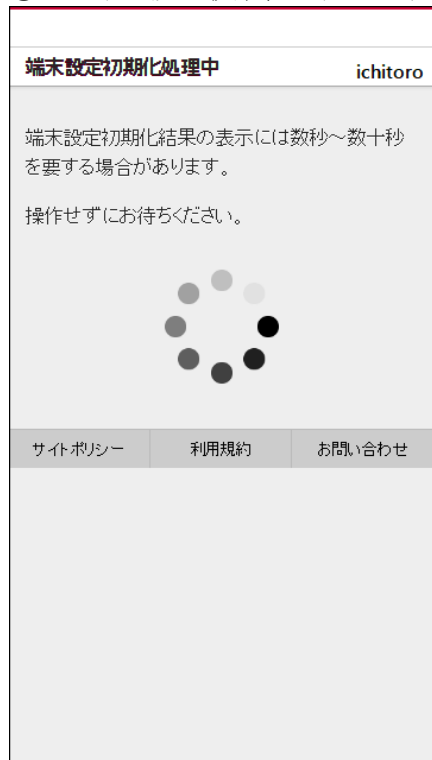 端末設定初期化処理中
ichitoro
端末設定初期化結果の表示には数秒～数十秒
を要する場合があります。
操作せずにお待ちください。
サイトポリシー
利用規約
お問い合わせ